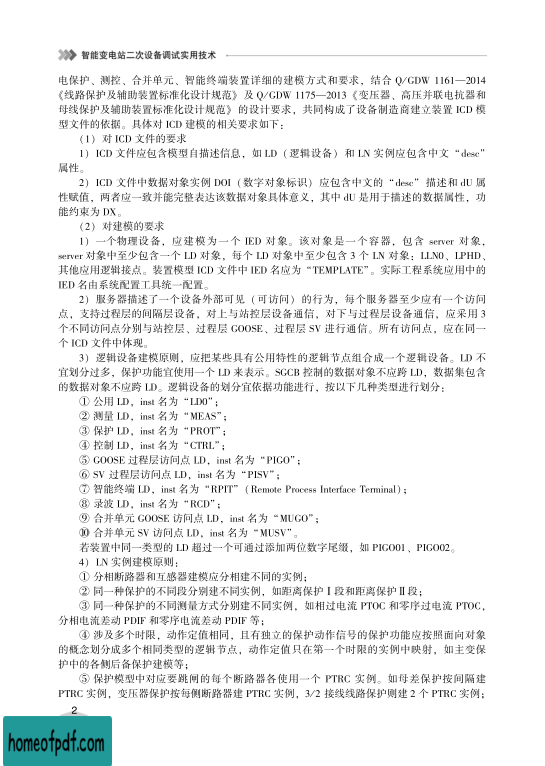 智能变电站二次设备调试实用技术
电保护、测控、合并单元、智能终端装置详细的建模方式和要求，结合 Q/GDW 1161—2014
《线路保护及辅助装置标准化设计规范》及 Q/GDW 1175—2013《变压器、高压并联电抗器和
母线保护及辅助装置标准化设计规范》的设计要求，共同构成了设备制造商建立装置 ICD 模
型文件的依据。具体对 ICD 建模的相关要求如下：
（1）对 ICD 文件的要求
1）ICD 文件应包含模型自描述信息，如 LD（逻辑设备）和 LN 实例应包含中文“desc”
属性。
2）ICD 文件中数据对象实例 DOI（数字对象标识）应包含中文的“desc”描述和 dU 属
性赋值，两者应一致并能完整表达该数据对象具体意义，其中 dU 是用于描述的数据属性，功
能约束为 DX。
（2）对建模的要求
1）一个物理设备，应建模为一个 IED 对象。该对象是一个容器，包含 server 对象，
server 对象中至少包含一个 LD 对象，每个 LD 对象中至少包含 3 个 LN 对象：LLN0、LPHD、
其他应用逻辑接点。装置模型 ICD 文件中 IED 名应为“TEMPLATE”。实际工程系统应用中的
IED 名由系统配置工具统一配置。
2）服务器描述了一个设备外部可见（可访问）的行为，每个服务器至少应有一个访问
点，支持过程层的间隔层设备，对上与站控层设备通信，对下与过程层设备通信，应采用 3
个不同访问点分别与站控层、过程层 GOOSE、过程层 SV 进行通信。所有访问点，应在同一
个 ICD 文件中体现。
3）逻辑设备建模原则，应把某些具有公用特性的逻辑节点组合成一个逻辑设备。LD 不
宜划分过多，保护功能宜使用一个 LD 来表示。SGCB 控制的数据对象不应跨 LD，数据集包含
的数据对象不应跨 LD。逻辑设备的划分宜依据功能进行，按以下几种类型进行划分：
① 公用 LD，inst 名为“LD0”；
② 测量 LD，inst 名为“MEAS”；
③ 保护 LD，inst 名为“PROT”；
④ 控制 LD，inst 名为“CTRL”；
⑤ GOOSE 过程层访问点 LD，inst 名为“PIGO”；
⑥ SV 过程层访问点 LD，inst 名为“PISV”；
⑦ 智能终端 LD，inst 名为“RPIT”（Remote Process Interface Terminal）；
⑧ 录波 LD，inst 名为“RCD”；
⑨ 合并单元 GOOSE 访问点 LD，inst 名为“MUGO”；
⑩ 合并单元 SV 访问点 LD，inst 名为“MUSV”。
若装置中同一类型的 LD 超过一个可通过添加两位数字尾缀，如 PIGO01、PIGO02。
4）LN 实例建模原则：
① 分相断路器和互感器建模应分相建不同的实例；
② 同一种保护的不同段分别建不同实例，如距离保护Ⅰ段和距离保护Ⅱ段；
③ 同一种保护的不同测量方式分别建不同实例，如相过流 PTOC 和零序过流 PTOC，
分相电流差动 PDIF 和零序电流差动 PDIF 等；
④ 涉及多个时限，动作定值相同，且有独立的保护动作信号的保护功能应按照面向对象
的概念划分成多个相同类型的逻辑节点，动作定值只在第一个时限的实例中映射，如主变保
护中的各侧后备保护建模等；
⑤ 保护模型中对应要跳闸的每个断路器各使用一个 PTRC 实例。如母差保护按间隔建
PTRC 实例，变压器保护按每侧断路器建 PTRC 实例，3/2 接线线路保护则建 2 个 PTRC 实例；
2
homeofpdf.com